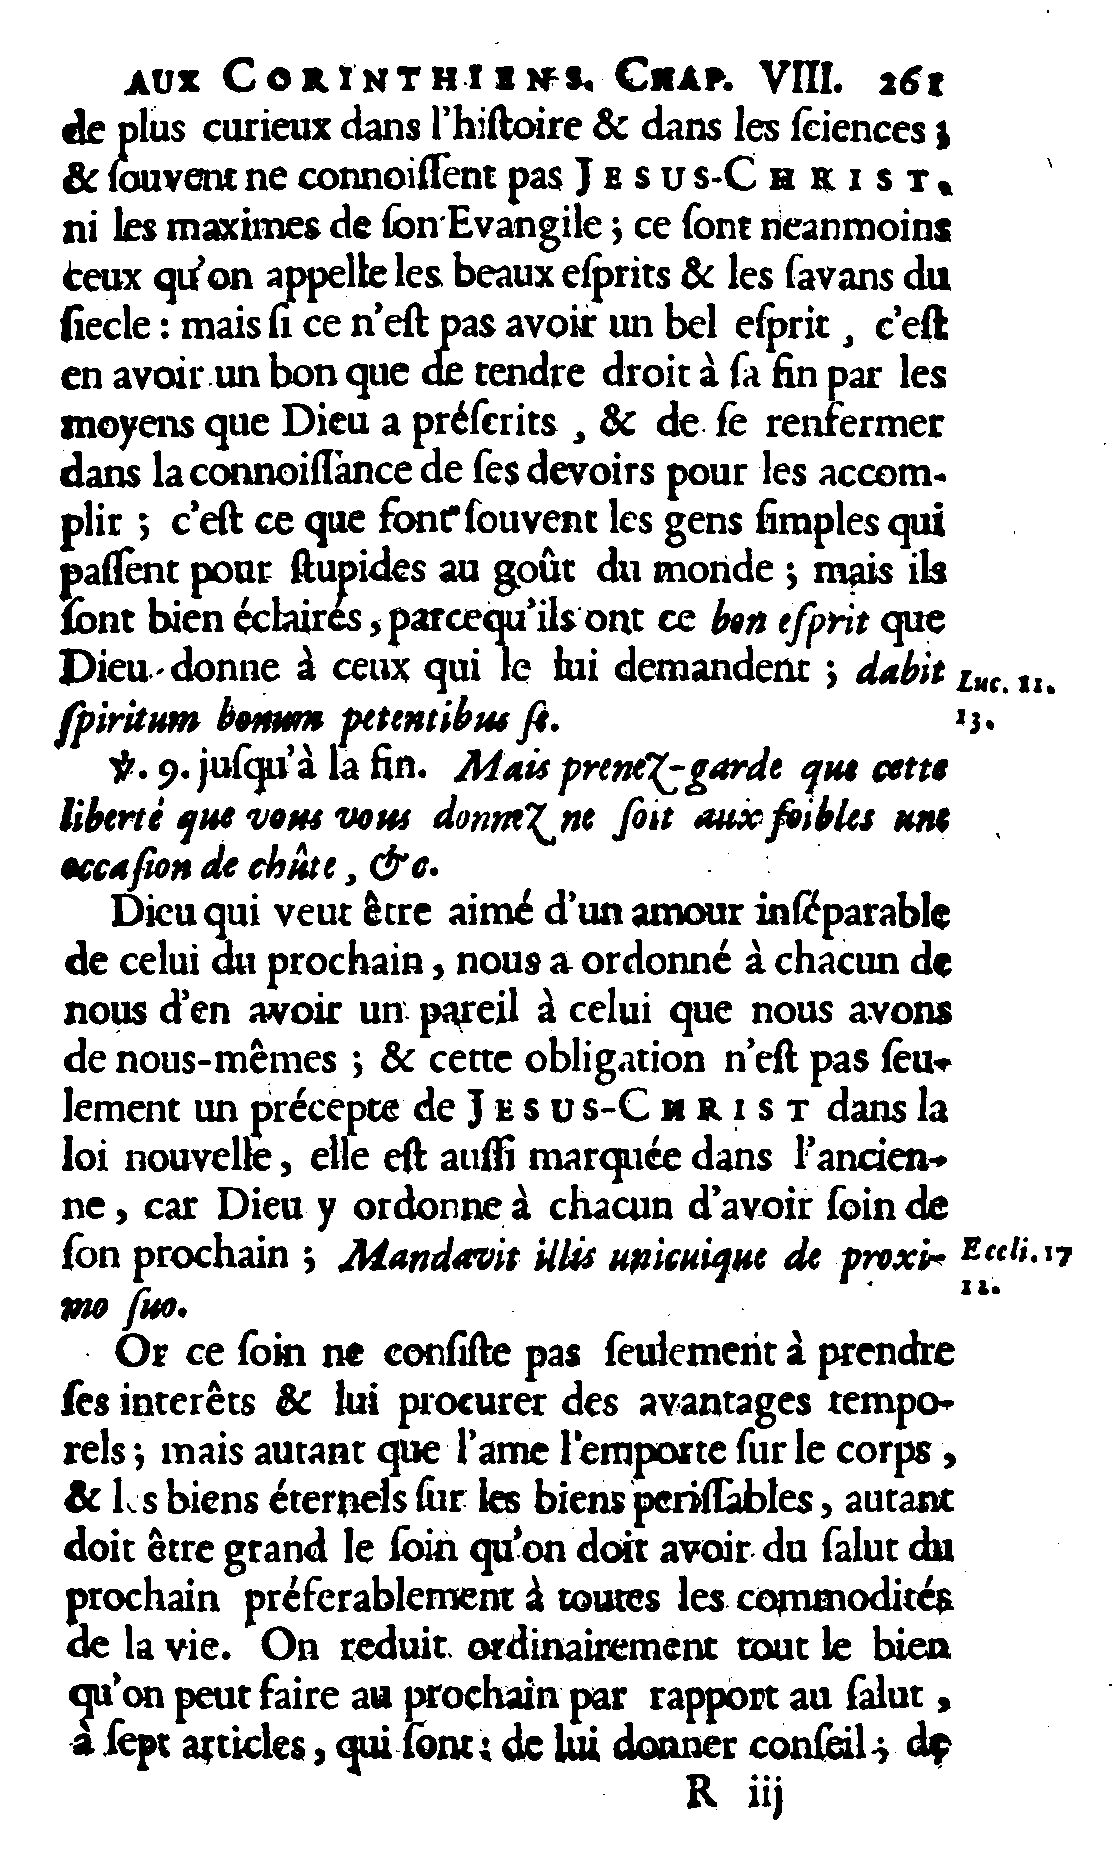 AUX CORINTHIENS. CHAP. VIII. 261
de plus curieux dans l'hiſtoire & dans les ſciences ;
& ſouvent ne connoiſſent pas JESUS-CHRIST,
ni les maximes de ſon Evangile ; ce ſont neanmoins
ceux qu'on appelle les beaux eſprits & les ſavans du
ſiecle : mais ſi ce n'eſt pas avoir un bel eſprit, c'eſt
en avoir un bon que de tendre droit à ſa fin par les
moyens que Dieu a préſcrits, & de ſe renfermer
dans la connoiſſance de ſes devoirs pour les accom-
plir ; c'eſt ce que font ſouvent les gens ſimples qui
paſſent pour ſtupides au goût du monde ; mais ils
ſont bien éclairés, parcequ'ils ont ce bon eſprit que
Dieu donne à ceux qui le lui demandent ; dabit
Luc. 11.
ſpiritum bonum petentibus ſe.
13.
℣. 9. juſqu'à la fin. Mais prenez-garde que cette
liberté que vous vous donnez ne ſoit aux foibles une
occaſion de chûte, &c.
Dieu qui veut être aimé d'un amour inſéparable
de celui du prochain, nous a ordonné à chacun de
nous d'en avoir un pareil à celui que nous avons
de nous-mêmes ; & cette obligation n'eſt pas ſeu-
lement un précepte de JESUS-CHRIST dans la
loi nouvelle, elle eſt auſſi marquée dans l'ancien-
ne, car Dieu y ordonne à chacun d'avoir ſoin de
ſon prochain ; Mandavit illis unicuique de proxi-
Eccli. 17
mo ſuo.
12.
Or ce ſoin ne conſiſte pas ſeulement à prendre
ſes interêts & lui procurer des avantages tempo-
rels ; mais autant que l'ame l'emporte ſur le corps,
& les biens éternels ſur les biens periſſables, autant
doit être grand le ſoin qu'on doit avoir du ſalut du
prochain préferablement à toutes les commodités
de la vie. On reduit ordinairement tout le bien
qu'on peut faire au prochain par rapport au ſalut,
à ſept articles, qui ſont : de lui donner conſeil ; de
R iij